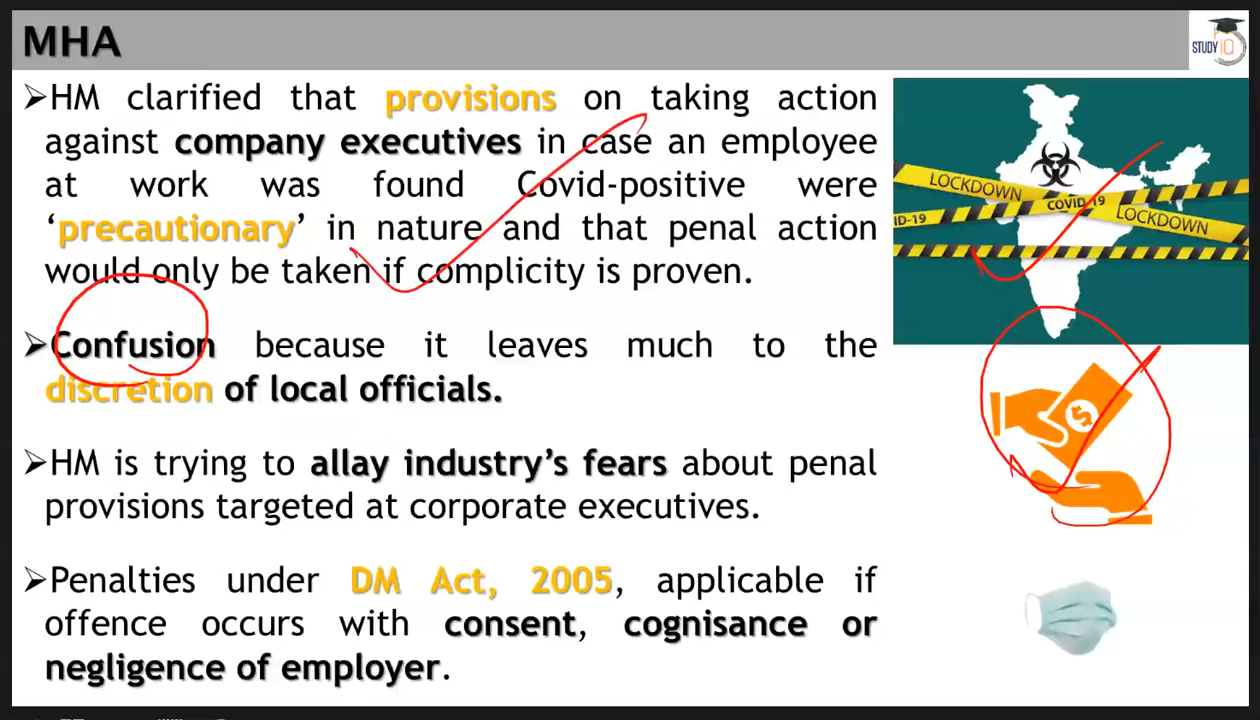 MHA
STUDY IQ
➢HM clarified that provisions on taking action
against company executives in case an employee
at work was found Covid-positive were
‘precautionary’ in nature and that penal action
would only be taken if complicity is proven.
➢Confusion because it leaves much to the
discretion of local officials.
➢HM is trying to allay industry’s fears about penal
provisions targeted at corporate executives.
➢Penalties under DM Act, 2005, applicable if
offence occurs with consent, cognisance or
negligence of employer.
LOCKDOWN
COVID-19
ID-19
LOCKDOWN
$